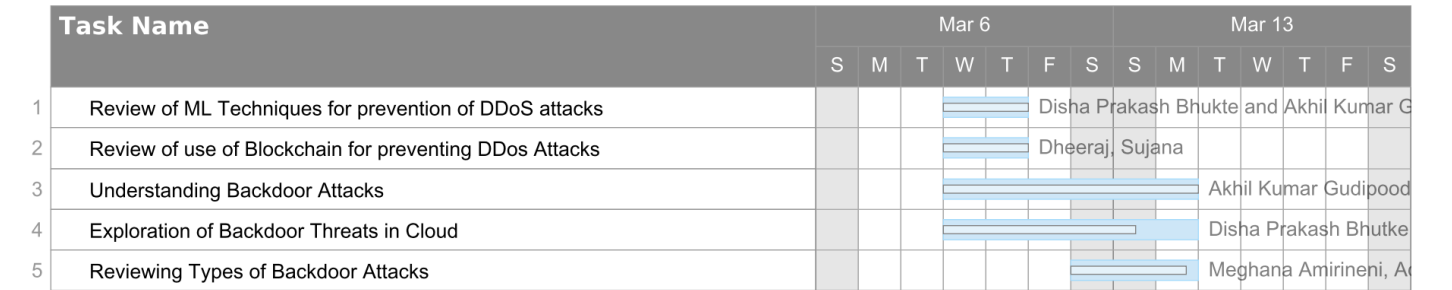 Task Name Mar 6 Mar 13
S M T W T F S S M T W T F S
1 Review of ML Techniques for prevention of DDoS attacks Disha Prakash Bhukte and Akhil Kumar G
2 Review of use of Blockchain for preventing DDos Attacks Dheeraj, Sujana
3 Understanding Backdoor Attacks Akhil Kumar Gudipood
4 Exploration of Backdoor Threats in Cloud Disha Prakash Bhutke
5 Reviewing Types of Backdoor Attacks Meghana Amirineni,